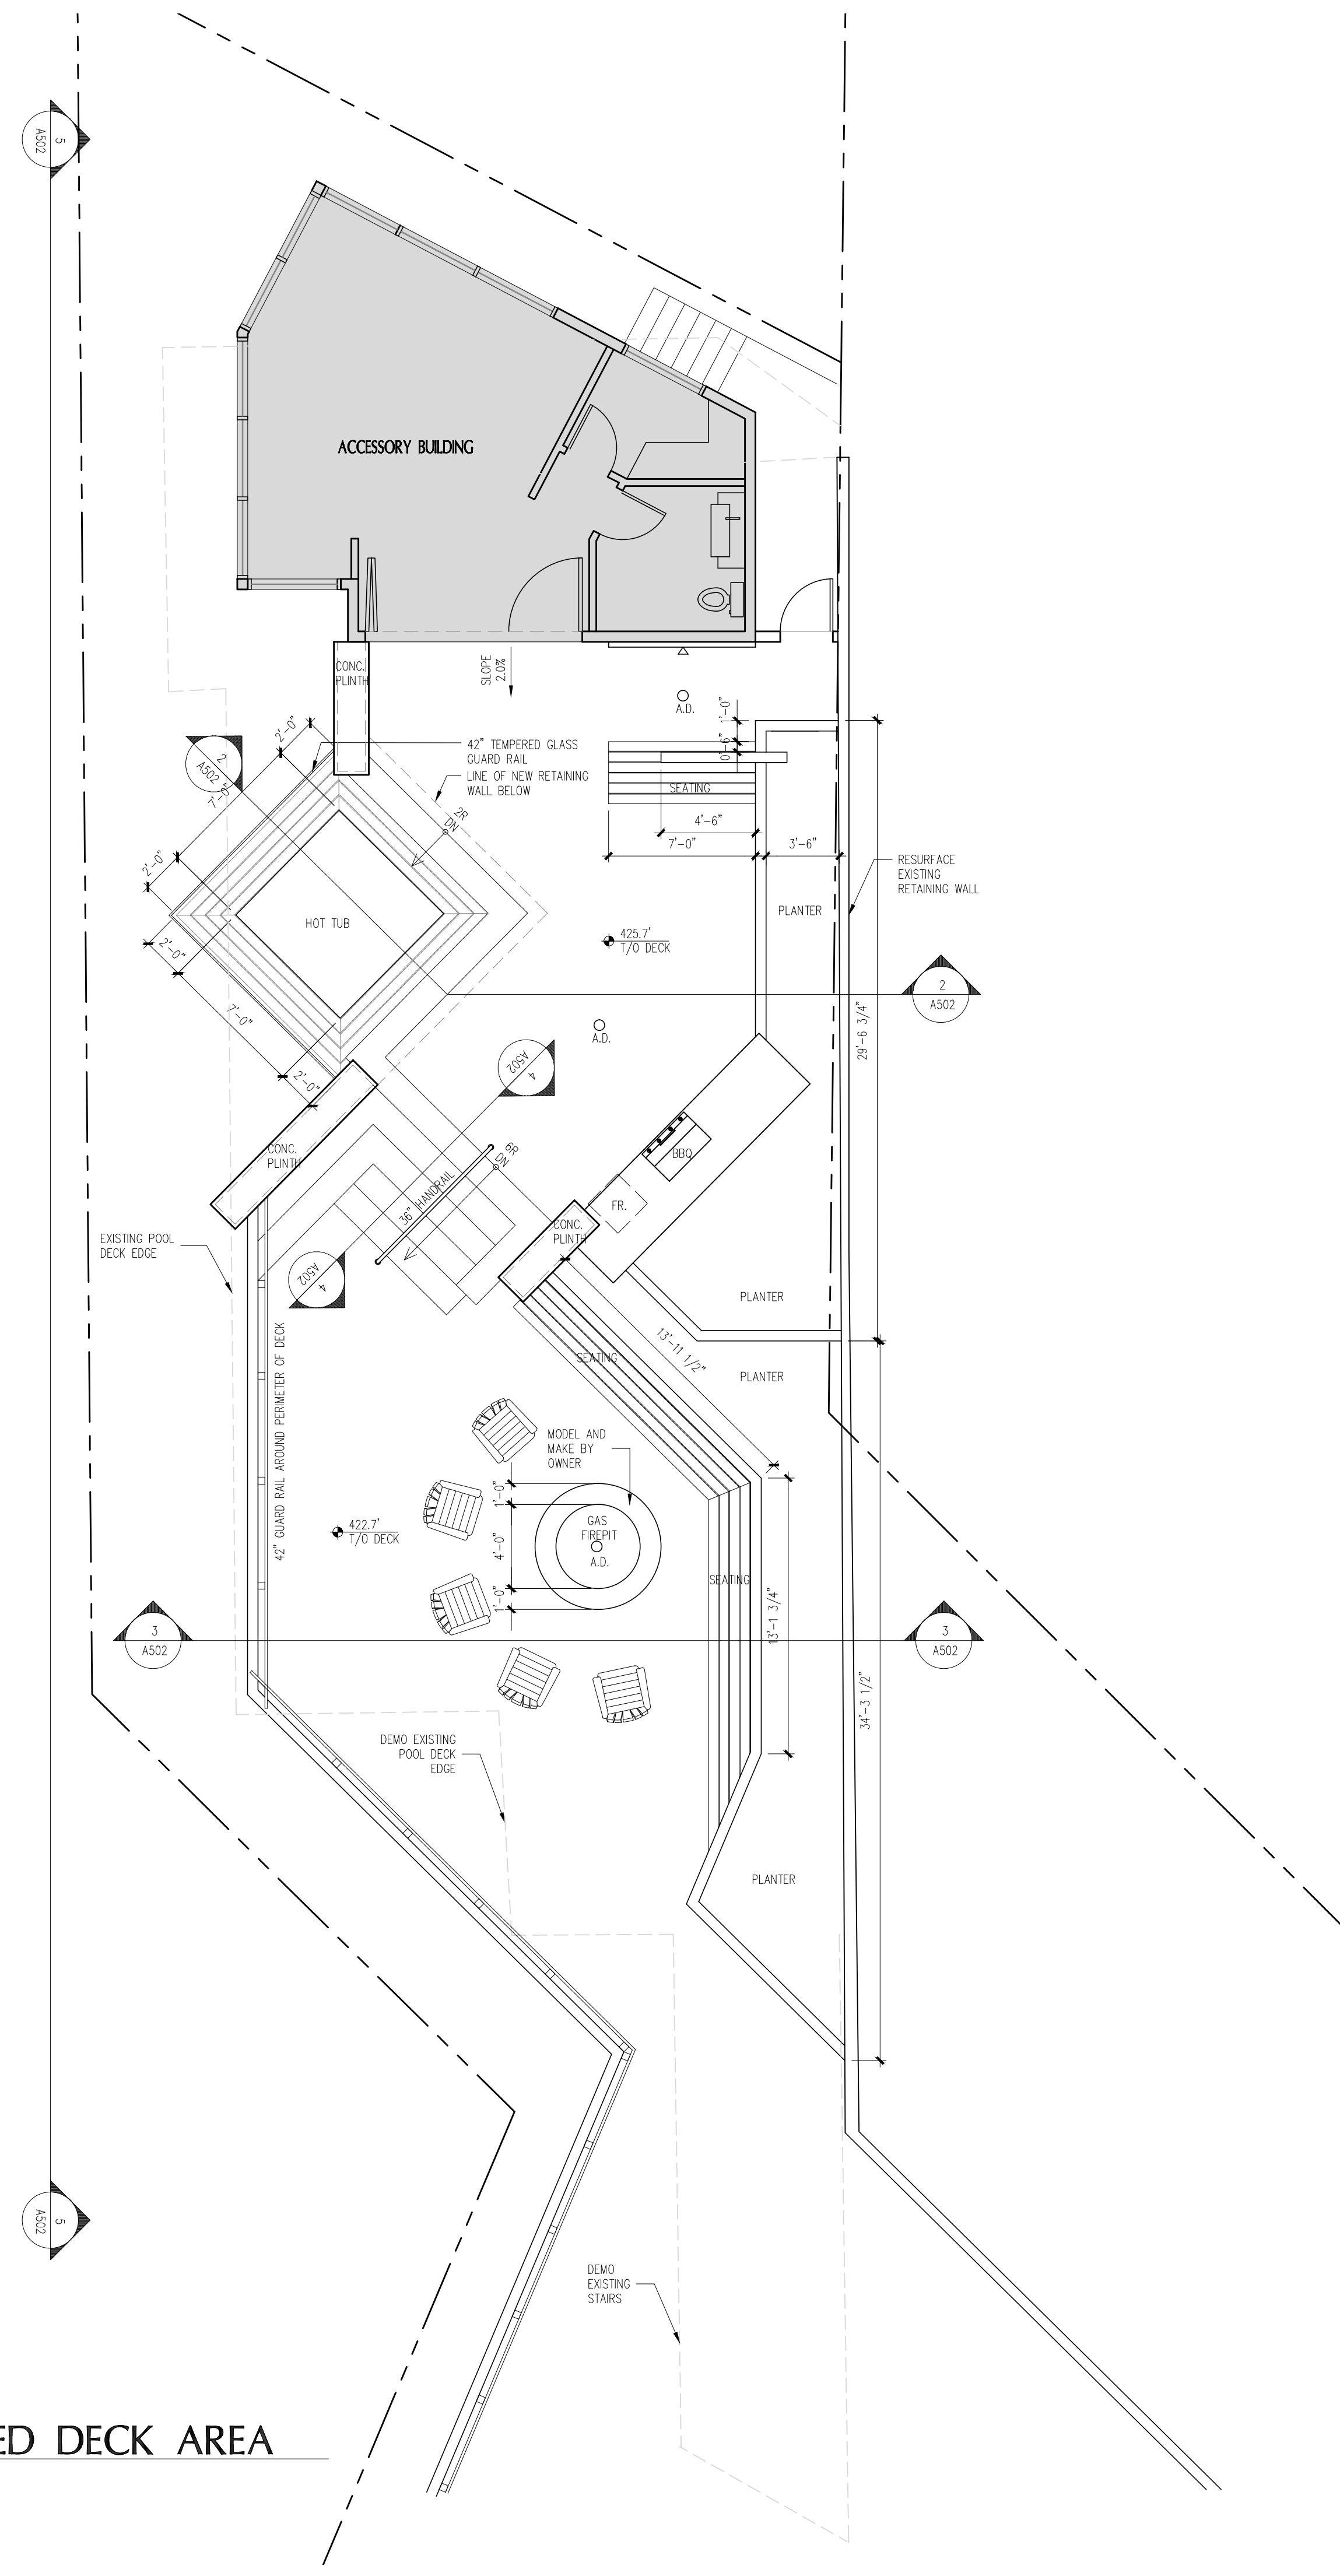 5
A502
ACCESSORY BUILDING
CONC.
PLINTH
SLOPE
2.0%
A.D.
1'-0"
0'-6"
2'-0"
42" TEMPERED GLASS
GUARD RAIL
LINE OF NEW RETAINING
WALL BELOW
2
A502
7'-0"
2'-0"
SEATING
4'-6"
7'-0"
3'-6"
2R
DN
RESURFACE
EXISTING
RETAINING WALL
PLANTER
HOT TUB
425.7'
T/O DECK
2'-0"
7'-0"
2'-0"
2
A502
29'-6 3/4"
A.D.
4
A502
CONC.
PLINTH
6R
DN
36" HANDRAIL
BBQ
FR.
CONC.
PLINTH
EXISTING POOL
DECK EDGE
4
A502
PLANTER
13'-11 1/2"
SEATING
PLANTER
42" GUARD RAIL AROUND PERIMETER OF DECK
MODEL AND
MAKE BY
OWNER
1'-0"
4'-0"
1'-0"
GAS
FIREPIT
A.D.
422.7'
T/O DECK
SEATING
13'-1 3/4"
3
A502
3
A502
34'-3 1/2"
DEMO EXISTING
POOL DECK
EDGE
PLANTER
5
A502
DEMO
EXISTING
STAIRS
ED DECK AREA